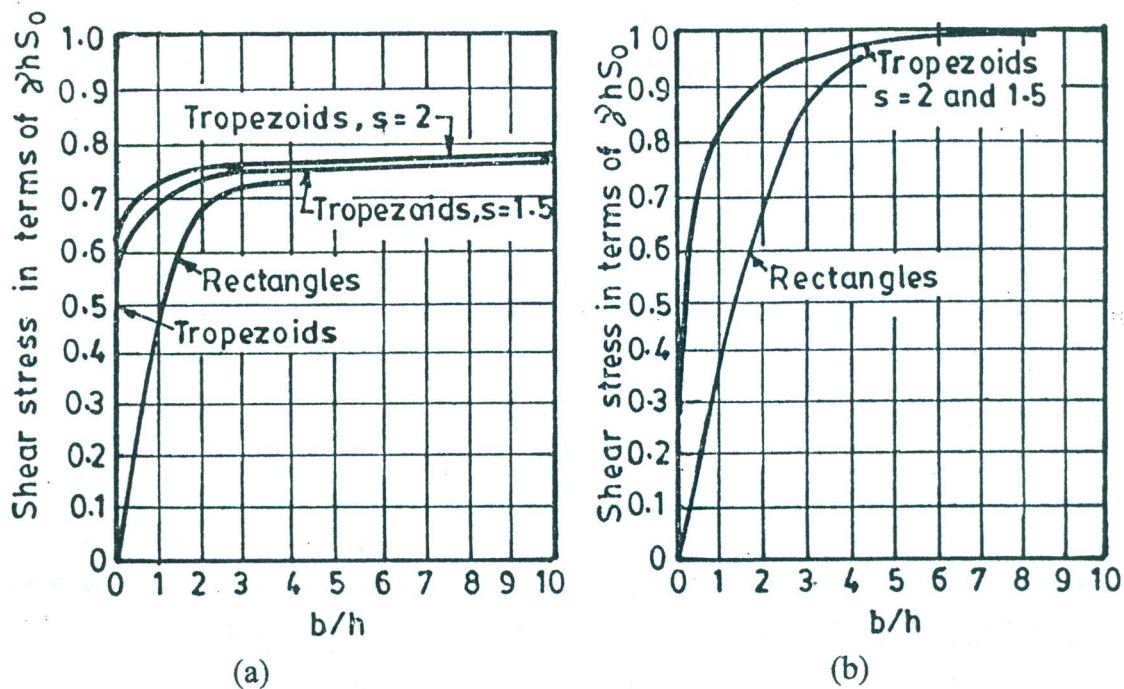 Shear stress in terms of γhS₀
1.0
0.9
0.8
0.7
0.6
0.5
0.4
0.3
0.2
0.1
0
Tropezoids, s=2
Tropezoids,s=1.5
Rectangles
Tropezoids
0 1 2 3 4 5 6 7 8 9 10
b/h
(a)
Shear stress in terms of γhS₀
1 0
0.9
0.8
0.7
0.6
0.5
0.4
0.3
0.2
0.1
0
Tropezoids
s=2 and 1.5
Rectangles
0 1 2 3 4 5 6 7 8 9 10
b/h
(b)